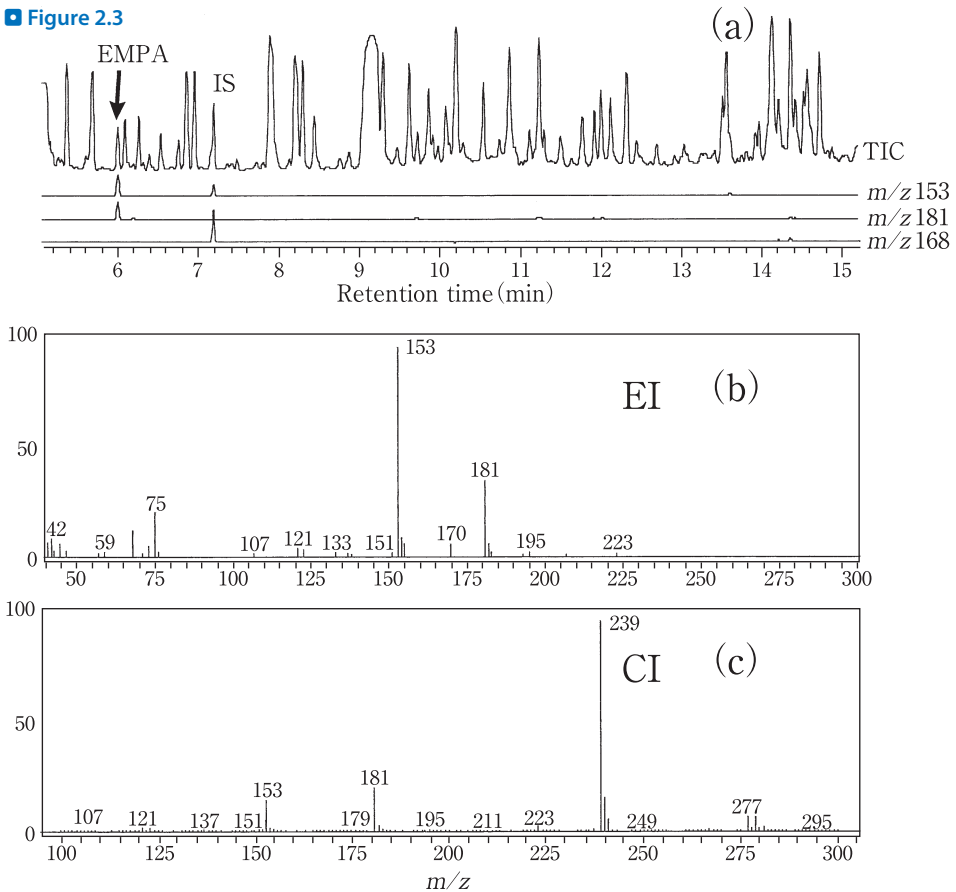 Figure 2.3
(a)
EMPA
IS
TIC
m/z 153
m/z 181
m/z 168
6 7 8 9 10 11 12 13 14 15
Retention time (min)
100
50
0
EI (b)
153
181
75
42
59
107
121
133
151
170
195
223
50 75 100 125 150 175 200 225 250 275 300
100
50
0
CI (c)
239
181
153
107
121
137
151
179
195
211
223
249
277
295
100 125 150 175 200 225 250 275 300
m/z